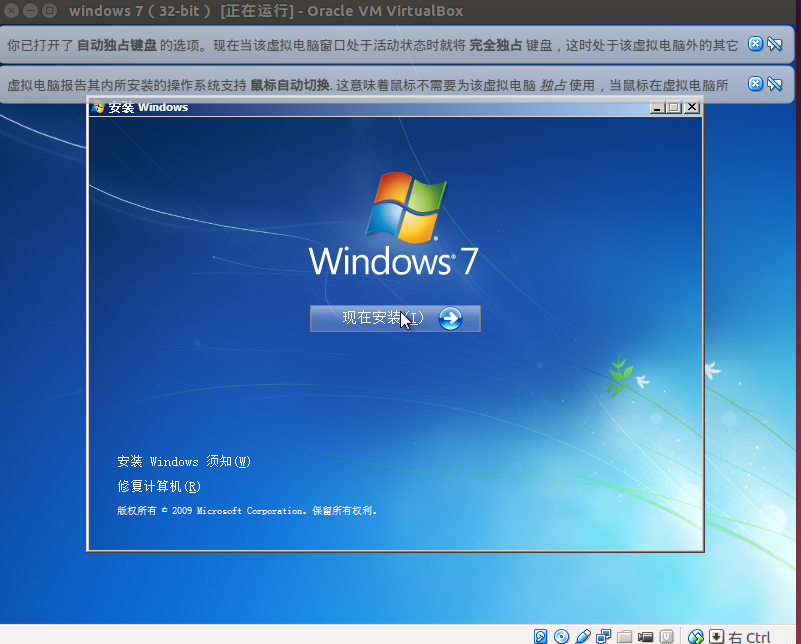 windows 7 ( 32-bit ) [正在运行] - Oracle VM VirtualBox
你已打开了 自动独占键盘 的选项。现在当该虚拟电脑窗口处于活动状态时就将 完全独占 键盘，这时处于该虚拟电脑外的其它
虚拟电脑报告其内所安装的操作系统支持 鼠标自动切换. 这意味着鼠标不需要为该虚拟电脑 独占 使用，当鼠标在虚拟电脑所
安装 Windows
Windows® 7
现在安装(I)
安装 Windows 须知(W)
修复计算机(R)
版权所有 © 2009 Microsoft Corporation。保留所有权利。
右 Ctrl